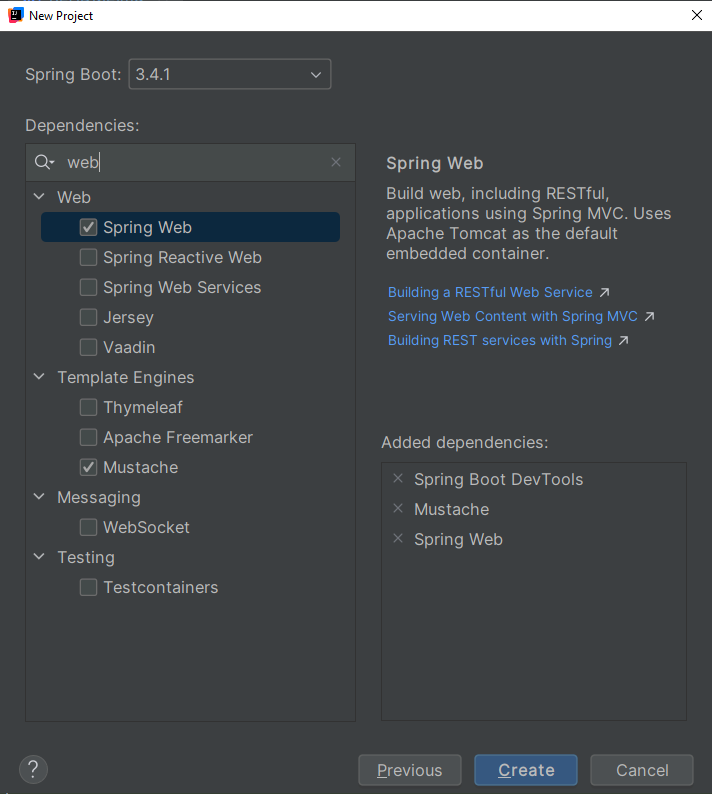 New Project
Spring Boot: 3.4.1
Dependencies:
web
Web
Spring Web
Spring Reactive Web
Spring Web Services
Jersey
Vaadin
Template Engines
Thymeleaf
Apache Freemarker
Mustache
Messaging
WebSocket
Testing
Testcontainers
Spring Web
Build web, including RESTful,
applications using Spring MVC. Uses
Apache Tomcat as the default
embedded container.
Building a RESTful Web Service
Serving Web Content with Spring MVC
Building REST services with Spring
Added dependencies:
Spring Boot DevTools
Mustache
Spring Web
?
Previous
Create
Cancel